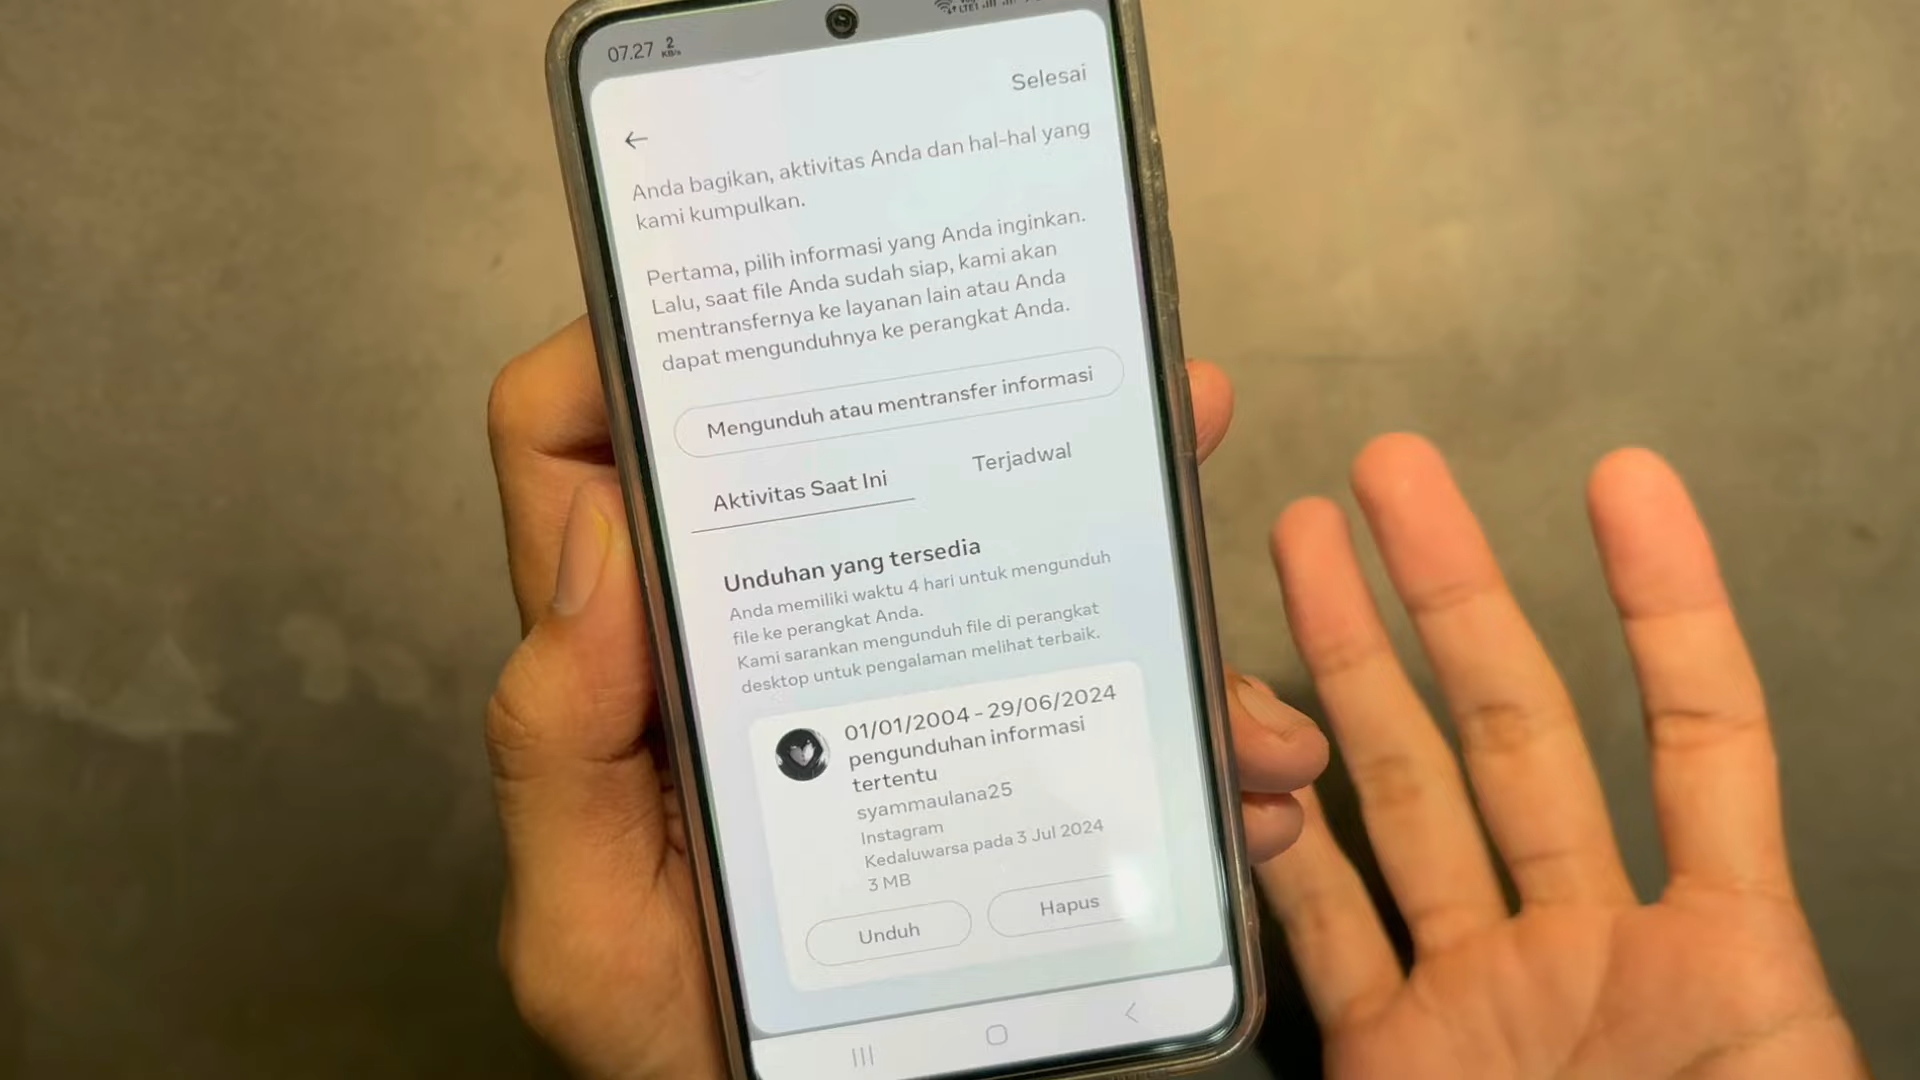 07.27
2
KB/s
LTE1
Selesai
Anda bagikan, aktivitas Anda dan hal-hal yang
kami kumpulkan.
Pertama, pilih informasi yang Anda inginkan.
Lalu, saat file Anda sudah siap, kami akan
mentransfernya ke layanan lain atau Anda
dapat mengunduhnya ke perangkat Anda.
Mengunduh atau mentransfer informasi
Aktivitas Saat Ini
Terjadwal
Unduhan yang tersedia
Anda memiliki waktu 4 hari untuk mengunduh
file ke perangkat Anda.
Kami sarankan mengunduh file di perangkat
desktop untuk pengalaman melihat terbaik.
01/01/2004 - 29/06/2024
pengunduhan informasi
tertentu
syammaulana25
Instagram
Kedaluwarsa pada 3 Jul 2024
3 MB
Unduh
Hapus